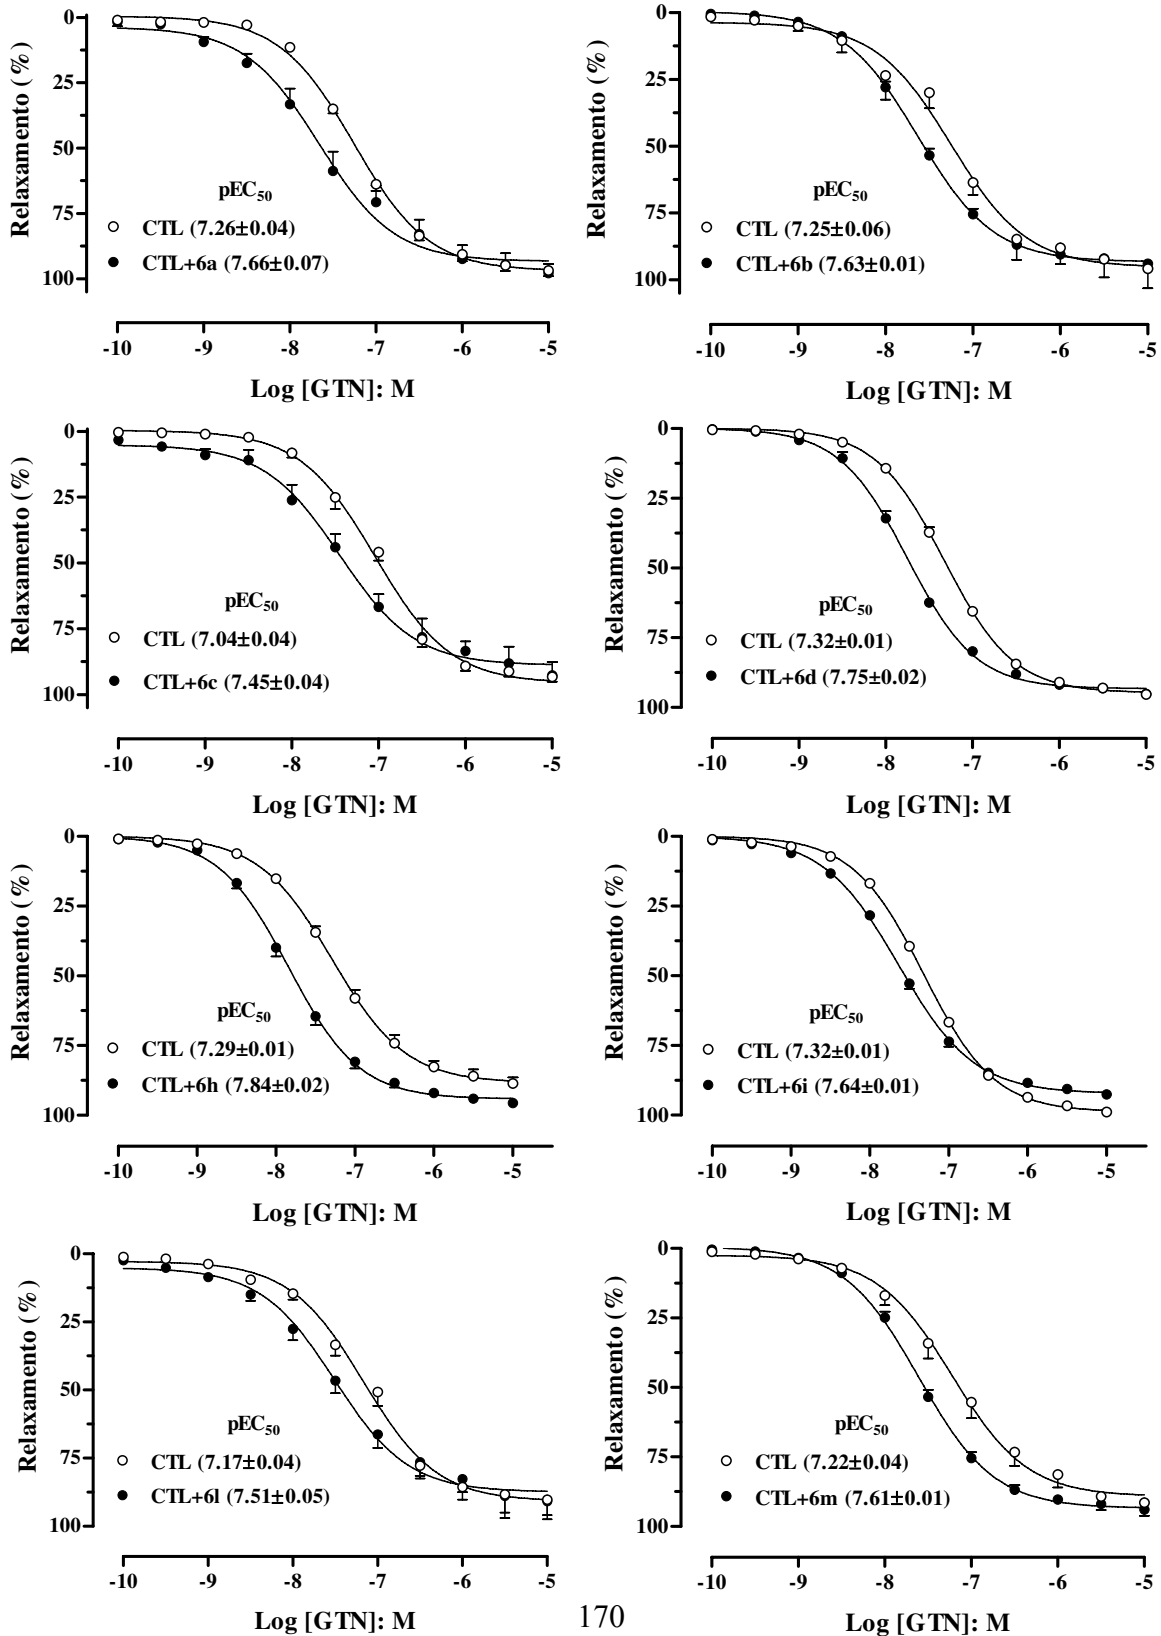 Relaxamento (%)
0
25
50
75
100
pEC50
CTL (7.26±0.04)
CTL+6a (7.66±0.07)
-10 -9 -8 -7 -6 -5
Log [GTN]: M
Relaxamento (%)
0
25
50
75
100
pEC50
CTL (7.25±0.06)
CTL+6b (7.63±0.01)
-10 -9 -8 -7 -6 -5
Log [GTN]: M
Relaxamento (%)
0
25
50
75
100
pEC50
CTL (7.04±0.04)
CTL+6c (7.45±0.04)
-10 -9 -8 -7 -6 -5
Log [GTN]: M
Relaxamento (%)
0
25
50
75
100
pEC50
CTL (7.32±0.01)
CTL+6d (7.75±0.02)
-10 -9 -8 -7 -6 -5
Log [GTN]: M
Relaxamento (%)
0
25
50
75
100
pEC50
CTL (7.29±0.01)
CTL+6h (7.84±0.02)
-10 -9 -8 -7 -6 -5
Log [GTN]: M
Relaxamento (%)
0
25
50
75
100
pEC50
CTL (7.32±0.01)
CTL+6i (7.64±0.01)
-10 -9 -8 -7 -6 -5
Log [GTN]: M
Relaxamento (%)
0
25
50
75
100
pEC50
CTL (7.17±0.04)
CTL+6l (7.51±0.05)
-10 -9 -8 -7 -6 -5
Log [GTN]: M
Relaxamento (%)
0
25
50
75
100
pEC50
CTL (7.22±0.04)
CTL+6m (7.61±0.01)
-10 -9 -8 -7 -6 -5
Log [GTN]: M
170